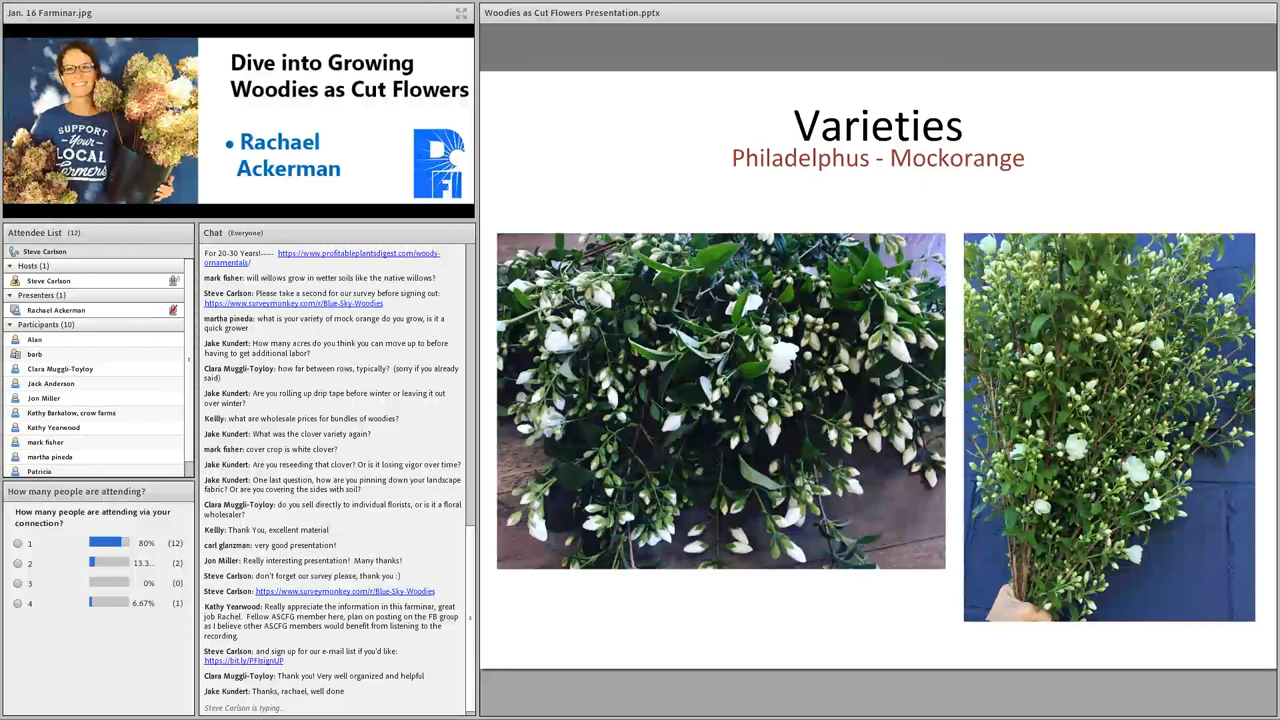 Jan. 16 Farminar.jpg
Dive into Growing
Woodies as Cut Flowers
• Rachael
Ackerman
SUPPORT
Your
LOCAL
Farmers
PFI
Attendee List (12)
Steve Carlson
Hosts (1)
Steve Carlson
Presenters (1)
Rachael Ackerman
Participants (10)
Alan
barb
Clara Muggli-Toyloy
Jack Anderson
Jon Miller
Kathy Barkalow, crow farms
Kathy Yearwood
mark fisher
martha pineda
Patricia
How many people are attending?
How many people are attending via your
connection?
1 80% (12)
2 13.3... (2)
3 0% (0)
4 6.67% (1)
Chat (Everyone)
For 20-30 Years!----- https://www.profitableplantsdigest.com/woody-
ornamentals/
mark fisher: will willows grow in wetter soils like the native willows?
Steve Carlson: Please take a second for our survey before signing out:
https://www.surveymonkey.com/r/Blue-Sky-Woodies
martha pineda: what is your variety of mock orange do you grow, is it a
quick grower
Jake Kundert: How many acres do you think you can move up to before
having to get additional labor?
Clara Muggli-Toyloy: how far between rows, typically? (sorry if you already
said)
Jake Kundert: Are you rolling up drip tape before winter or leaving it out
over winter?
Kellly: what are wholesale prices for bundles of woodies?
Jake Kundert: What was the clover variety again?
mark fisher: cover crop is white clover?
Jake Kundert: Are you reseeding that clover? Or is it losing vigor over time?
Jake Kundert: One last question, how are you pinning down your landscape
fabric? Or are you covering the sides with soil?
Clara Muggli-Toyloy: do you sell directly to individual florists, or is it a floral
wholesaler?
Kellly: Thank You, excellent material
carl glanzman: very good presentation!
Jon Miller: Really interesting presentation! Many thanks!
Steve Carlson: don't forget our survey please, thank you :)
Steve Carlson: https://www.surveymonkey.com/r/Blue-Sky-Woodies
Kathy Yearwood: Really appreciate the information in this farminar, great
job Rachel. Fellow ASCFG member here, plan on posting on the FB group
as I believe other ASCFG members would benefit from listening to the
recording.
Steve Carlson: and sign up for our e-mail list if you'd like:
https://bit.ly/PFIsignUP
Clara Muggli-Toyloy: Thank you! Very well organized and helpful
Jake Kundert: Thanks, rachael, well done
Steve Carlson is typing...
Woodies as Cut Flowers Presentation.pptx
Varieties
Philadelphus - Mockorange